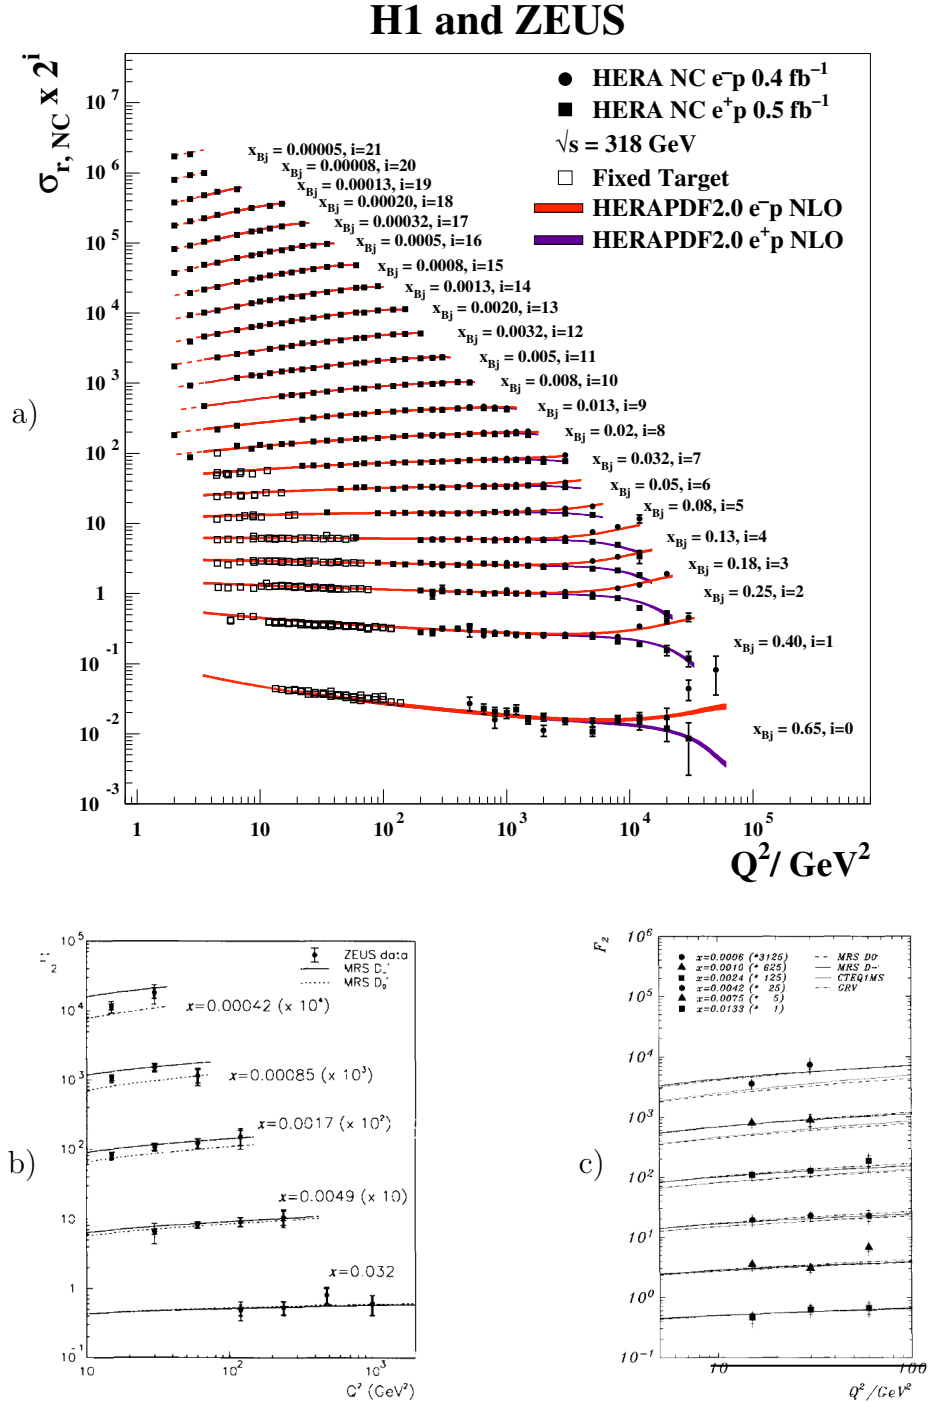 H1 and ZEUS
σr, NC x 2^i
HERA NC e⁻p 0.4 fb⁻¹
HERA NC e⁺p 0.5 fb⁻¹
√s = 318 GeV
Fixed Target
HERAPDF2.0 e⁻p NLO
HERAPDF2.0 e⁺p NLO
10⁷
10⁶
10⁵
10⁴
10³
10²
10
1
10⁻¹
10⁻²
10⁻³
xBj = 0.00005, i=21
xBj = 0.00008, i=20
xBj = 0.00013, i=19
xBj = 0.00020, i=18
xBj = 0.00032, i=17
xBj = 0.0005, i=16
xBj = 0.0008, i=15
xBj = 0.0013, i=14
xBj = 0.0020, i=13
xBj = 0.0032, i=12
xBj = 0.005, i=11
xBj = 0.008, i=10
xBj = 0.013, i=9
xBj = 0.02, i=8
xBj = 0.032, i=7
xBj = 0.05, i=6
xBj = 0.08, i=5
xBj = 0.13, i=4
xBj = 0.18, i=3
xBj = 0.25, i=2
xBj = 0.40, i=1
xBj = 0.65, i=0
a)
1 10 10² 10³ 10⁴ 10⁵
Q²/ GeV²
b)
ZEUS data
MRS D₋′
MRS D₀′
10⁵
10⁴
10³
10²
10
1
10⁻¹
x=0.00042 (x 10⁴)
x=0.00085 (x 10³)
x=0.0017 (x 10²)
x=0.0049 (x 10)
x=0.032
10 10² 10³
Q² (GeV²)
c)
F₂
x=0.0006 (*3125)
x=0.0010 (* 625)
x=0.0024 (* 125)
x=0.0042 (* 25)
x=0.0075 (* 5)
x=0.0133 (* 1)
MRS D0′
MRS D-′
CTEQ1MS
GRV
10⁶
10⁵
10⁴
10³
10²
10¹
10⁰
10⁻¹
10 100
Q²/GeV²